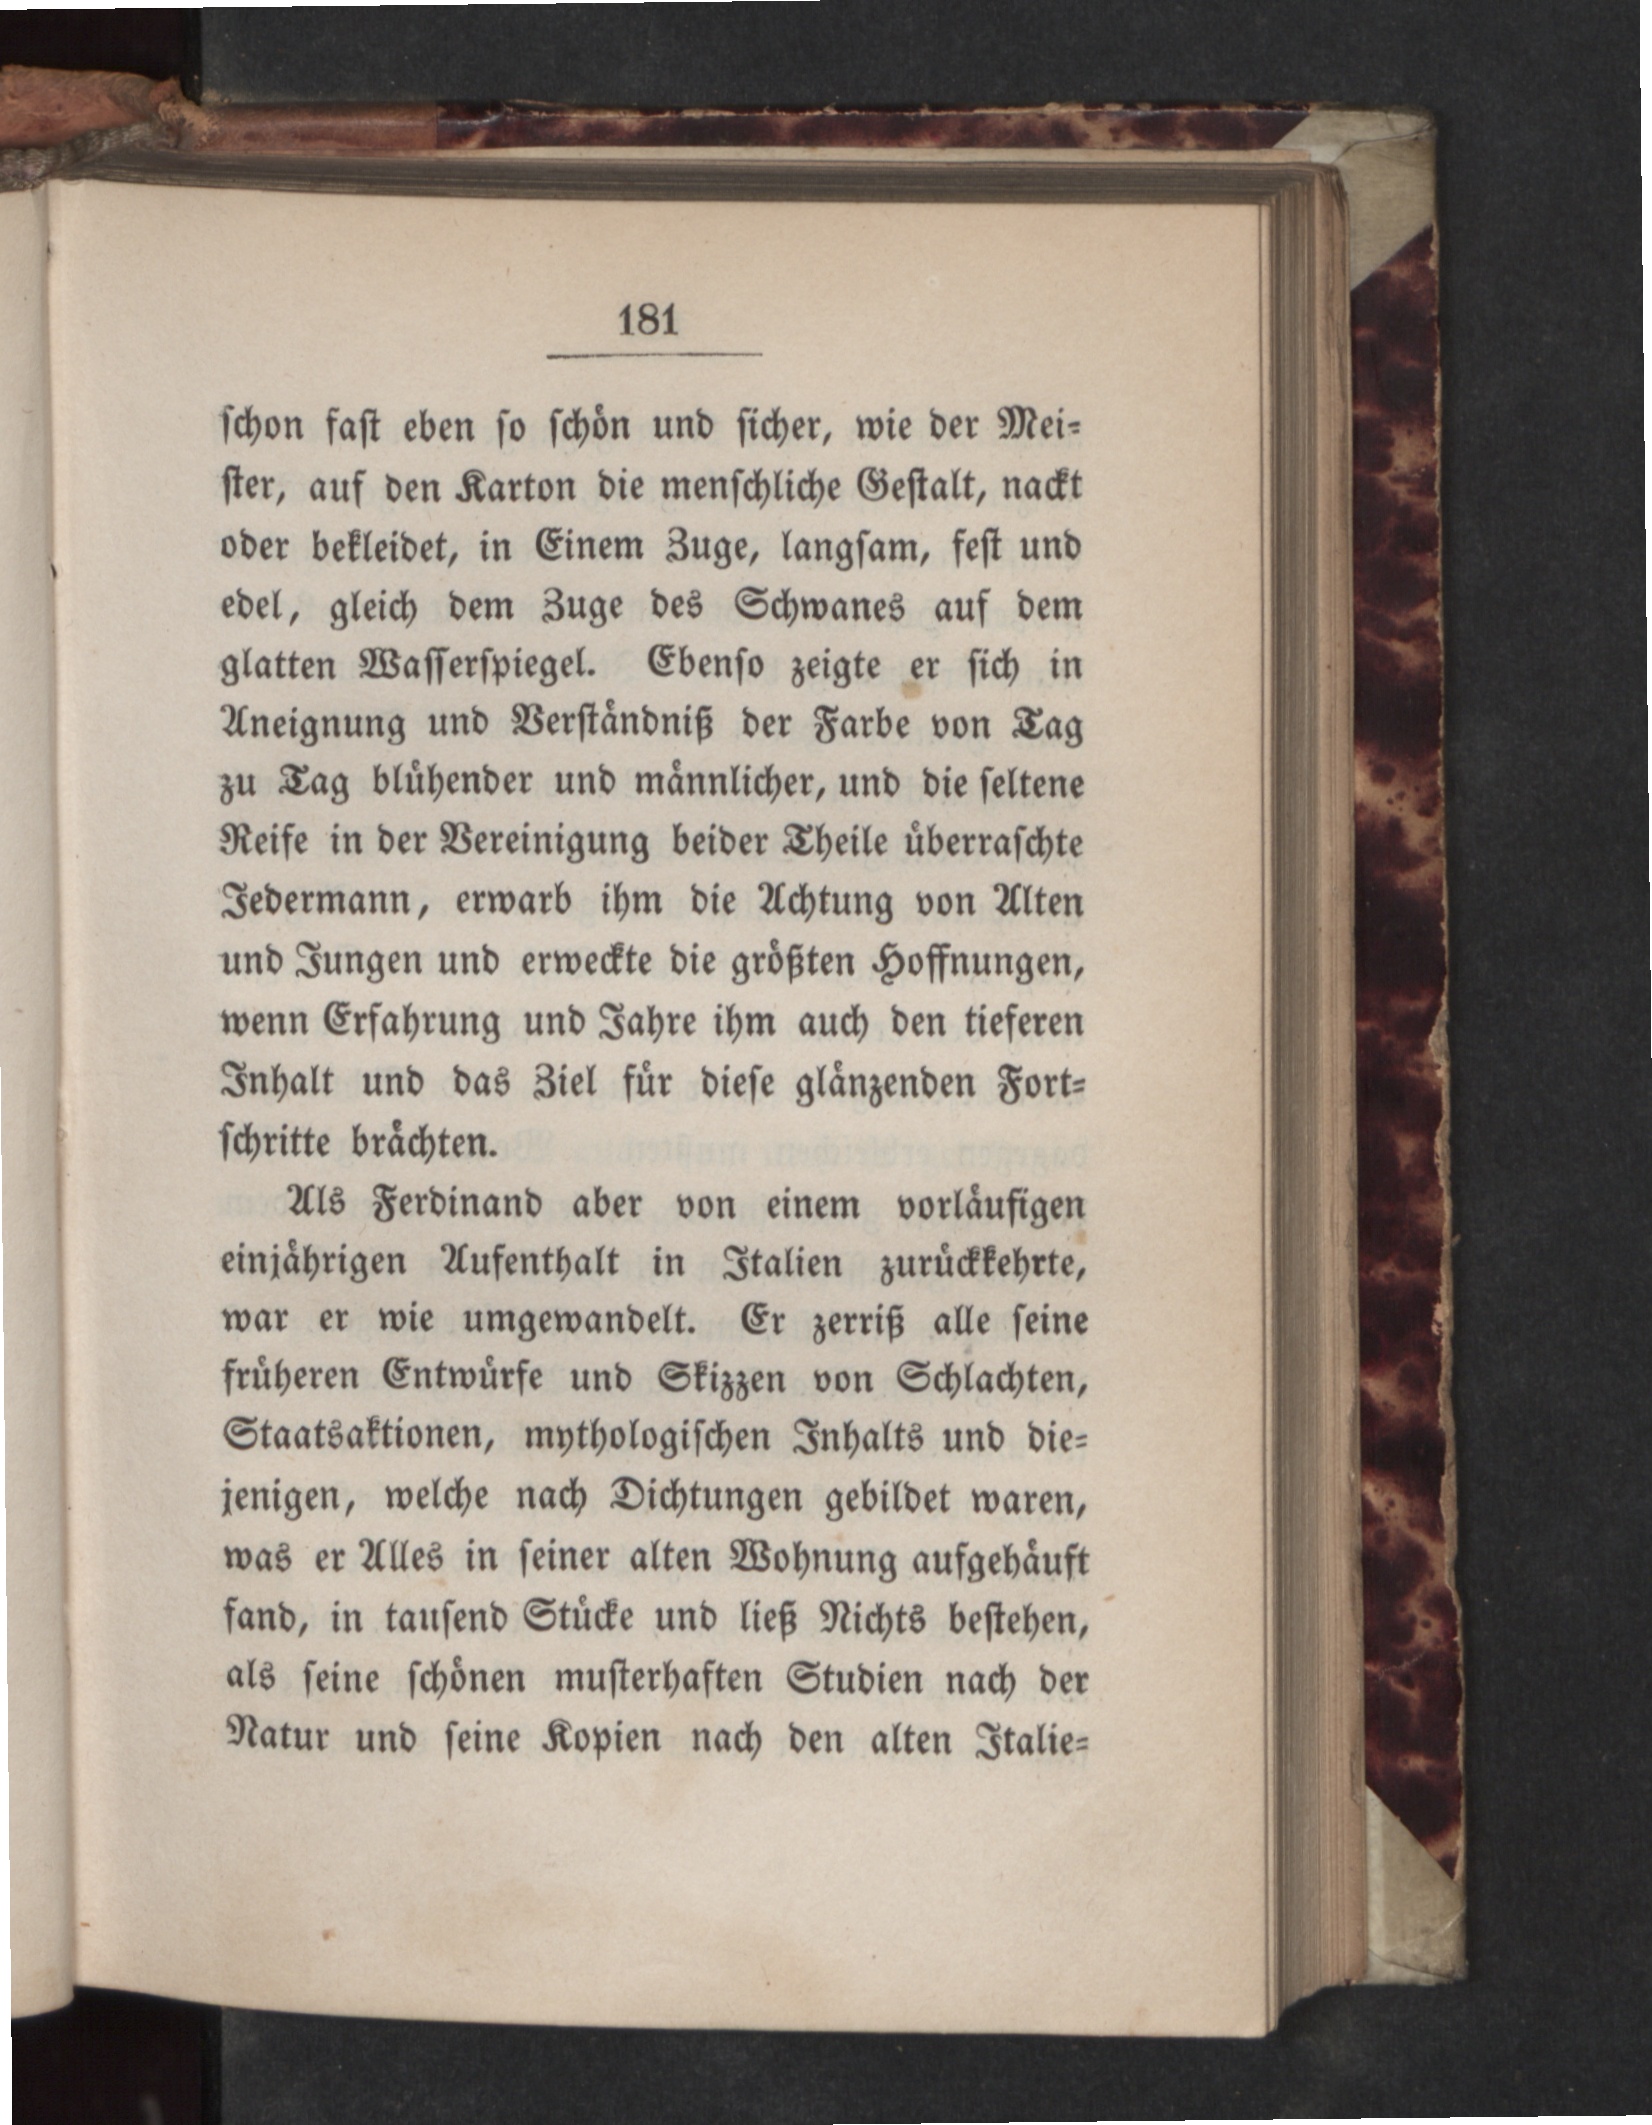 181
ſchon faſt eben ſo ſchön und ſicher, wie der Mei⸗
ſter, auf den Karton die menſchliche Geſtalt, nackt
oder bekleidet, in Einem Zuge, langſam, feſt und
edel, gleich dem Zuge des Schwanes auf dem
glatten Waſſerſpiegel. Ebenſo zeigte er ſich in
Aneignung und Verſtändniß der Farbe von Tag
zu Tag blühender und männlicher, und die ſeltene
Reife in der Vereinigung beider Theile überraſchte
Jedermann, erwarb ihm die Achtung von Alten
und Jungen und erweckte die größten Hoffnungen,
wenn Erfahrung und Jahre ihm auch den tieferen
Inhalt und das Ziel für dieſe glänzenden Fort⸗
ſchritte brächten.
Als Ferdinand aber von einem vorläufigen
einjährigen Aufenthalt in Italien zurückkehrte,
war er wie umgewandelt. Er zerriß alle ſeine
früheren Entwürfe und Skizzen von Schlachten,
Staatsaktionen, mythologiſchen Inhalts und die⸗
jenigen, welche nach Dichtungen gebildet waren,
was er Alles in ſeiner alten Wohnung aufgehäuft
fand, in tauſend Stücke und ließ Nichts beſtehen,
als ſeine ſchönen muſterhaften Studien nach der
Natur und ſeine Kopien nach den alten Italie⸗